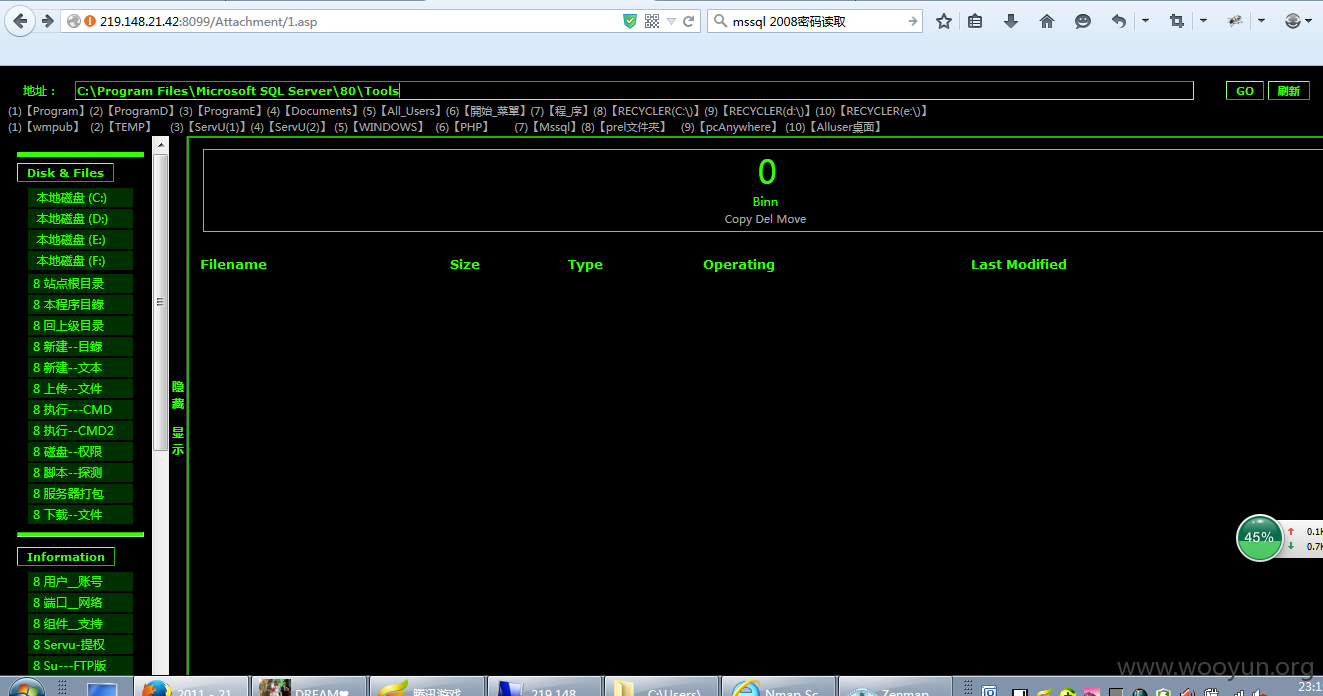 219.148.21.42:8099/Attachment/1.asp
mssql 2008密码读取
地址：
C:\Program Files\Microsoft SQL Server\80\Tools
GO
刷新
(1)【Program】(2)【ProgramD】(3)【ProgramE】(4)【Documents】(5)【All_Users】(6)【開始_菜單】(7)【程_序】(8)【RECYCLER(C:\)】(9)【RECYCLER(d:\)】(10)【RECYCLER(e:\)】
(1)【wmpub】 (2)【TEMP】 (3)【ServU(1)】(4)【ServU(2)】 (5)【WINDOWS】 (6)【PHP】 (7)【Mssql】(8)【prel文件夹】 (9)【pcAnywhere】 (10)【Alluser桌面】
Disk & Files
本地磁盘 (C:)
本地磁盘 (D:)
本地磁盘 (E:)
本地磁盘 (F:)
8 站点根目录
8 本程序目錄
8 回上级目录
8 新建--目錄
8 新建--文本
8 上传--文件
8 执行---CMD
8 执行--CMD2
8 磁盘--权限
8 脚本--探测
8 服务器打包
8 下载--文件
Information
8 用户__账号
8 端口__网络
8 组件__支持
8 Servu-提权
8 Su---FTP版
隐藏
显示
0
Binn
Copy Del Move
Filename Size Type Operating Last Modified
45%
0.1K
0.7K
www.wooyun.org
2011 - 21
DREAM♥
腾讯游戏
219.148
C:\Users\
Nmap Sc
Zenmap
23:1